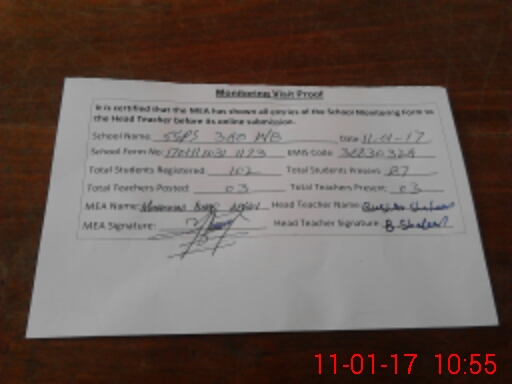 Monitoring Visit Proof
It is certified that the MEA has shown all entries of the School Monitoring Form to
the Head Teacher before its online submission.
School Name: Date: 11-01-17
School Form No: EMIS Code:
Total Students Registered: 102 Total Students Present: 87
Total Teachers Posted: 03 Total Teachers Present: 03
MEA Name: Head Teacher Name:
MEA Signature: Head Teacher Signature:
11-01-17 10:55